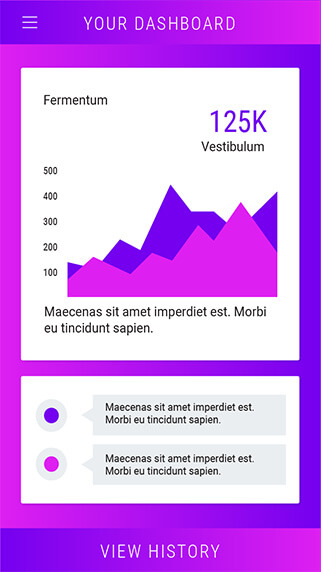 YOUR DASHBOARD
Fermentum
125K
Vestibulum
500
400
300
200
100
Maecenas sit amet imperdiet est. Morbi
eu tincidunt sapien.
Maecenas sit amet imperdiet est.
Morbi eu tincidunt sapien.
Maecenas sit amet imperdiet est.
Morbi eu tincidunt sapien.
VIEW HISTORY